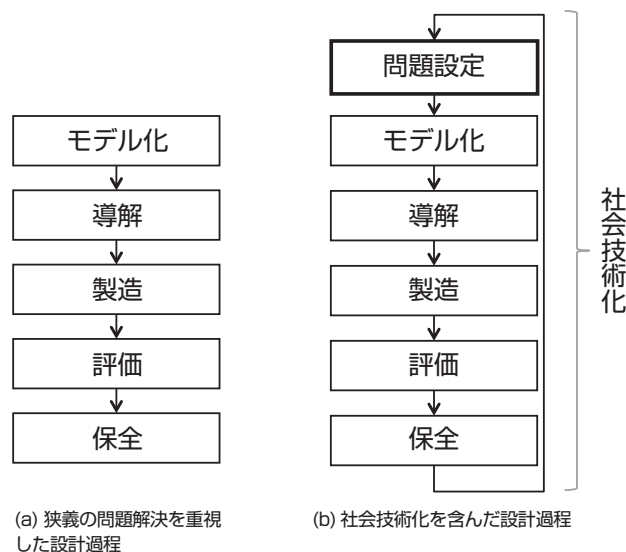 モデル化
導解
製造
評価
保全
(a) 狭義の問題解決を重視
した設計過程
問題設定
モデル化
導解
製造
評価
保全
社会技術化
(b) 社会技術化を含んだ設計過程